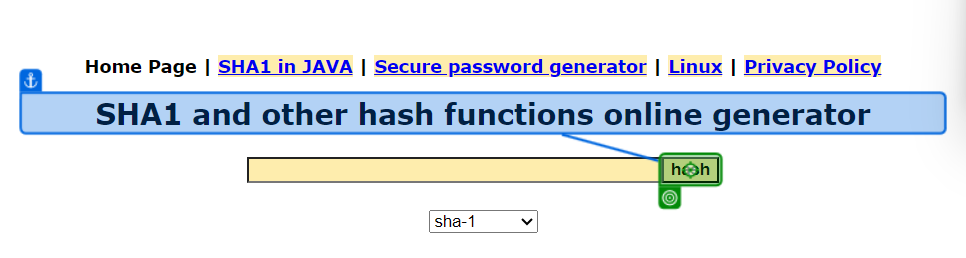 Home Page | SHA1 in JAVA | Secure password generator | Linux | Privacy Policy
SHA1 and other hash functions online generator
hash
sha-1